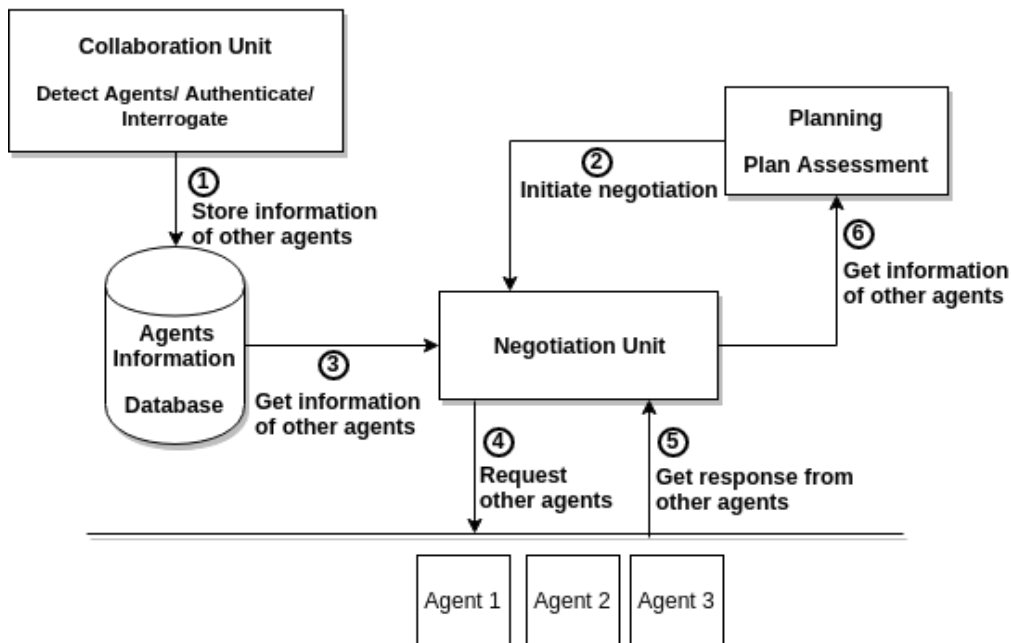 Collaboration Unit
Detect Agents/ Authenticate/
Interrogate
Planning
Plan Assessment
2
Initiate negotiation
1
Store information
of other agents
6
Get information
of other agents
Agents
Information
Database
Negotiation Unit
3
Get information
of other agents
4
Request
other agents
5
Get response from
other agents
Agent 1
Agent 2
Agent 3